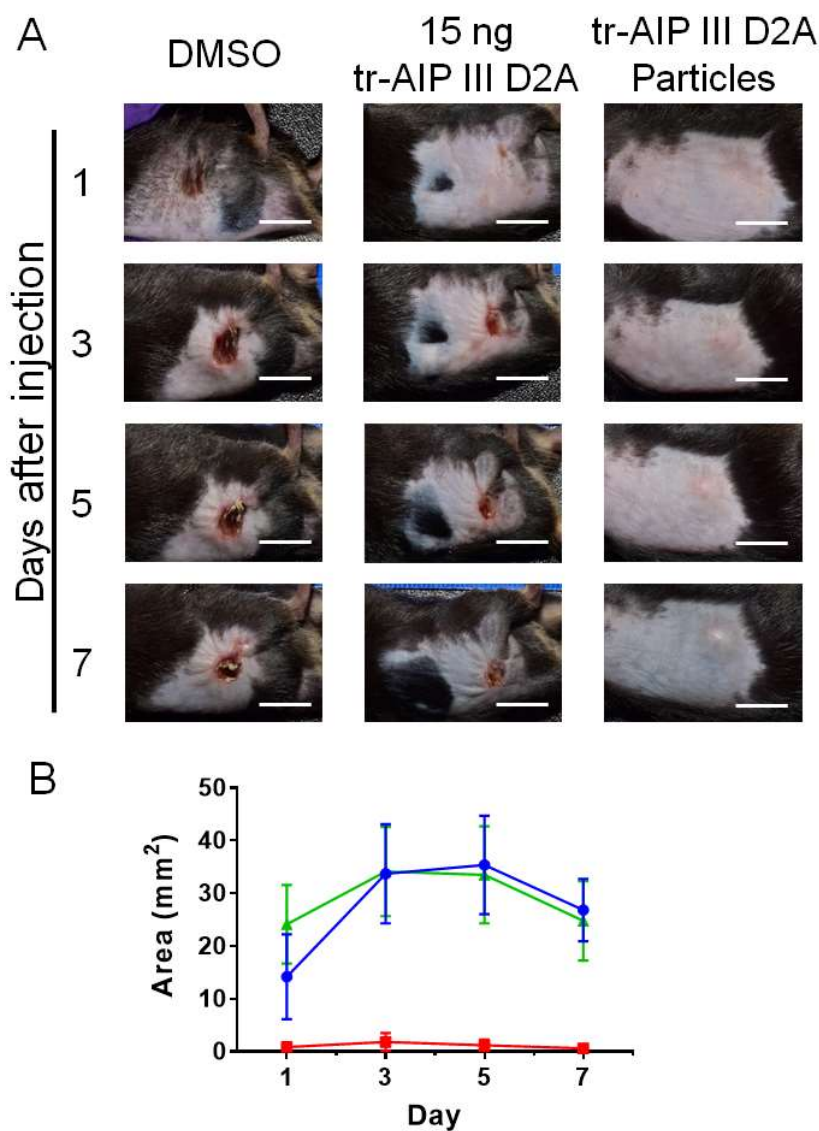 A
DMSO
15 ng
tr-AIP III D2A
tr-AIP III D2A
Particles
Days after injection
1
3
5
7
B
Area (mm²)
50
40
30
20
10
0
1 3 5 7
Day